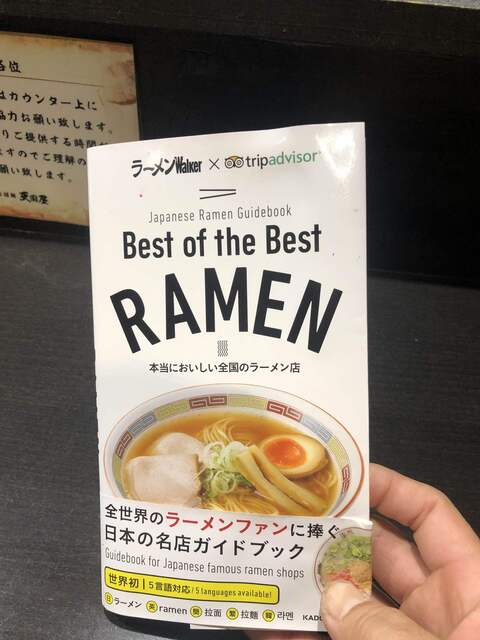 各位
はカウンター上に
協力お願い致します。
りご提供する時間が
ますのでご理解の
願い致します。
ラーメンWalker × tripadvisor
Japanese Ramen Guidebook
Best of the Best
RAMEN
本当においしい全国のラーメン店
全世界のラーメンファンに捧ぐ
日本の名店ガイドブック
Guidebook for Japanese famous ramen shops
世界初 | 5言語対応 / 5 languages available!
日 ラーメン 英 ramen 簡 拉面 繁 拉麵 韓 라멘